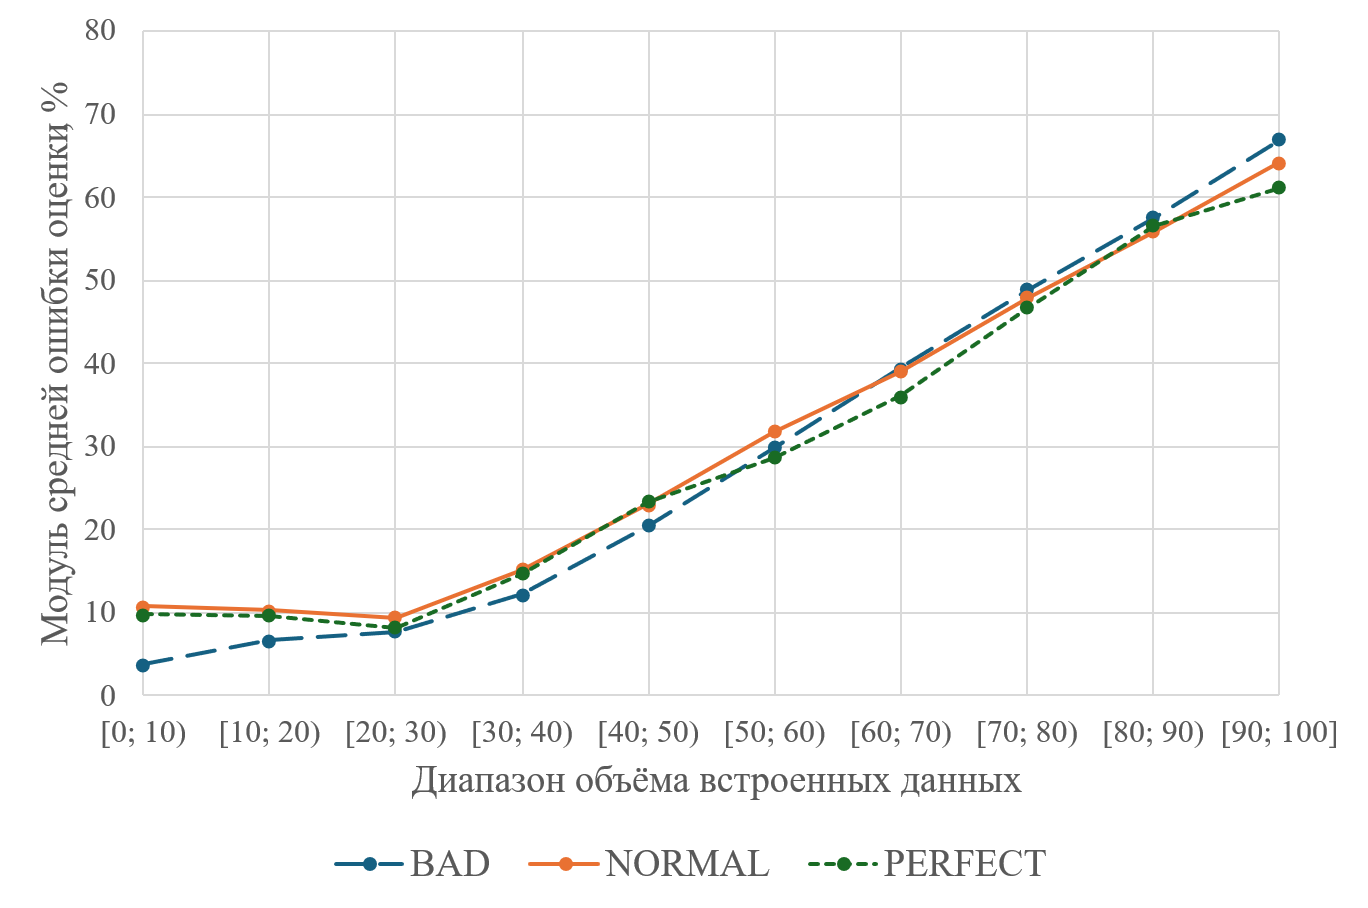 Модуль средней ошибки оценки, %
80
70
60
50
40
30
20
10
0
[0; 10) [10; 20) [20; 30) [30; 40) [40; 50) [50; 60) [60; 70) [70; 80) [80; 90) [90; 100]
Диапазон объёма встроенных данных
BAD NORMAL PERFECT